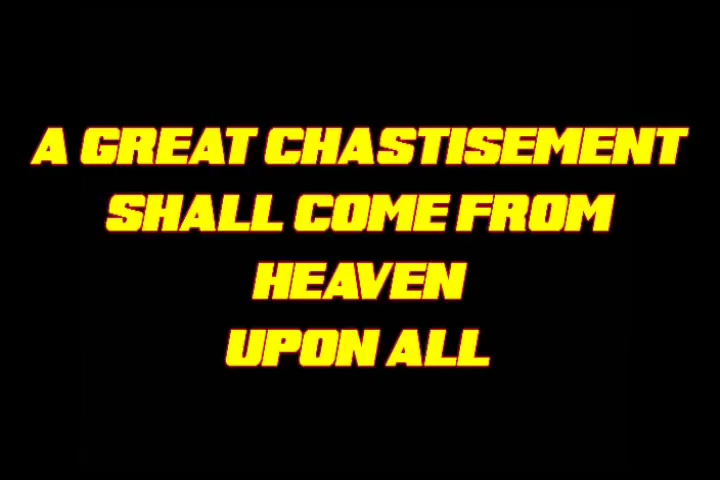 A GREAT CHASTISEMENT
SHALL COME FROM
HEAVEN
UPON ALL